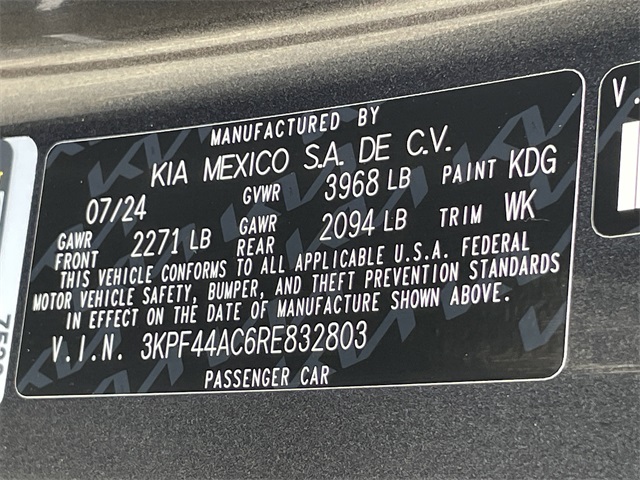 MANUFACTURED BY
KIA MEXICO S.A. DE C.V.
07/24 GVWR 3968 LB PAINT KDG
GAWR FRONT 2271 LB GAWR REAR 2094 LB TRIM WK
THIS VEHICLE CONFORMS TO ALL APPLICABLE U.S.A. FEDERAL
MOTOR VEHICLE SAFETY, BUMPER, AND THEFT PREVENTION STANDARDS
IN EFFECT ON THE DATE OF MANUFACTURE SHOWN ABOVE.
V.I.N. 3KPF44AC6RE832803
PASSENGER CAR
V.